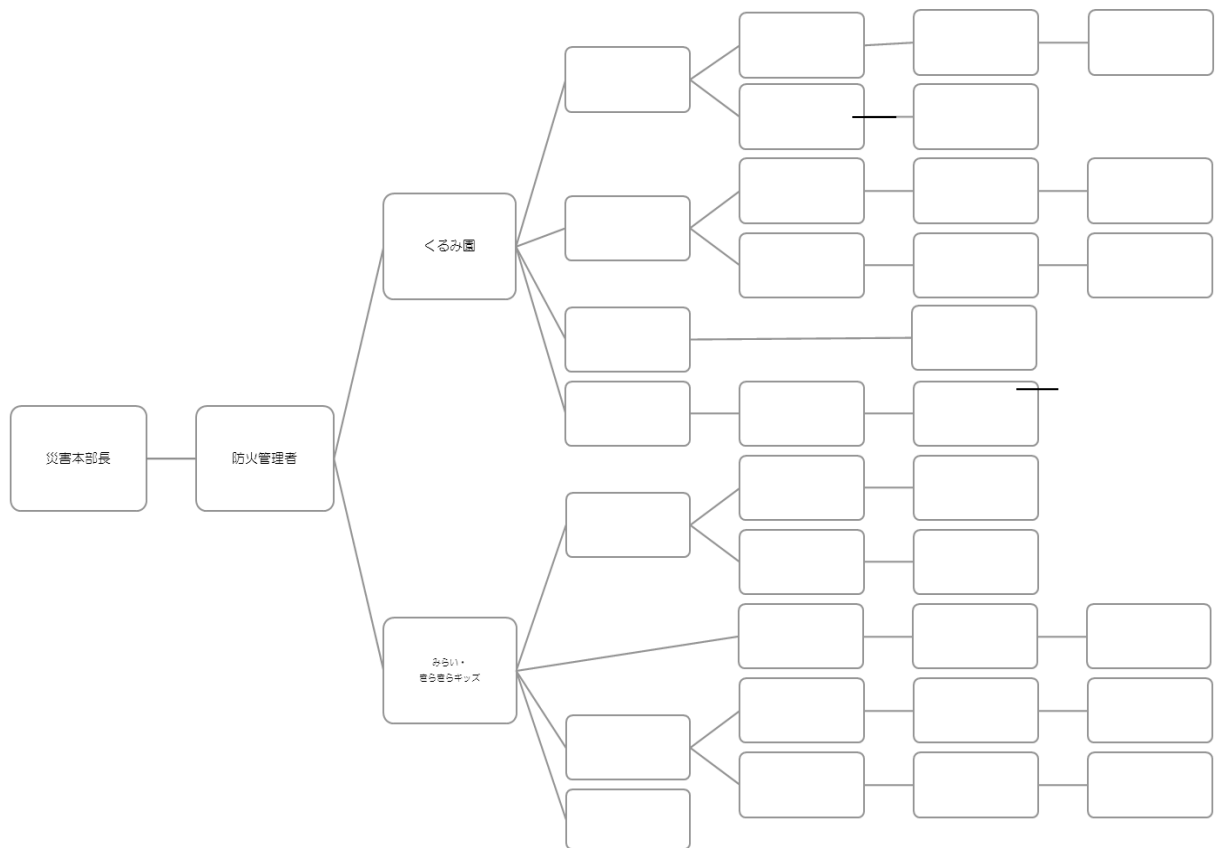 くるみ園
災害本部長
防火管理者
みらい・
きらきらキッズ